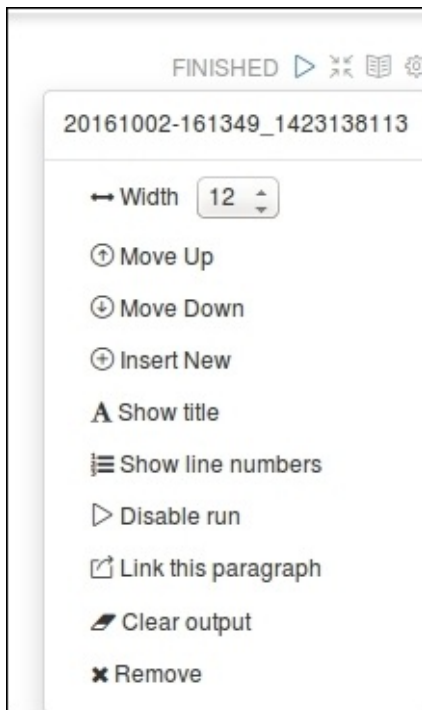 FINISHED
20161002-161349_1423138113
Width 12
Move Up
Move Down
Insert New
Show title
Show line numbers
Disable run
Link this paragraph
Clear output
Remove